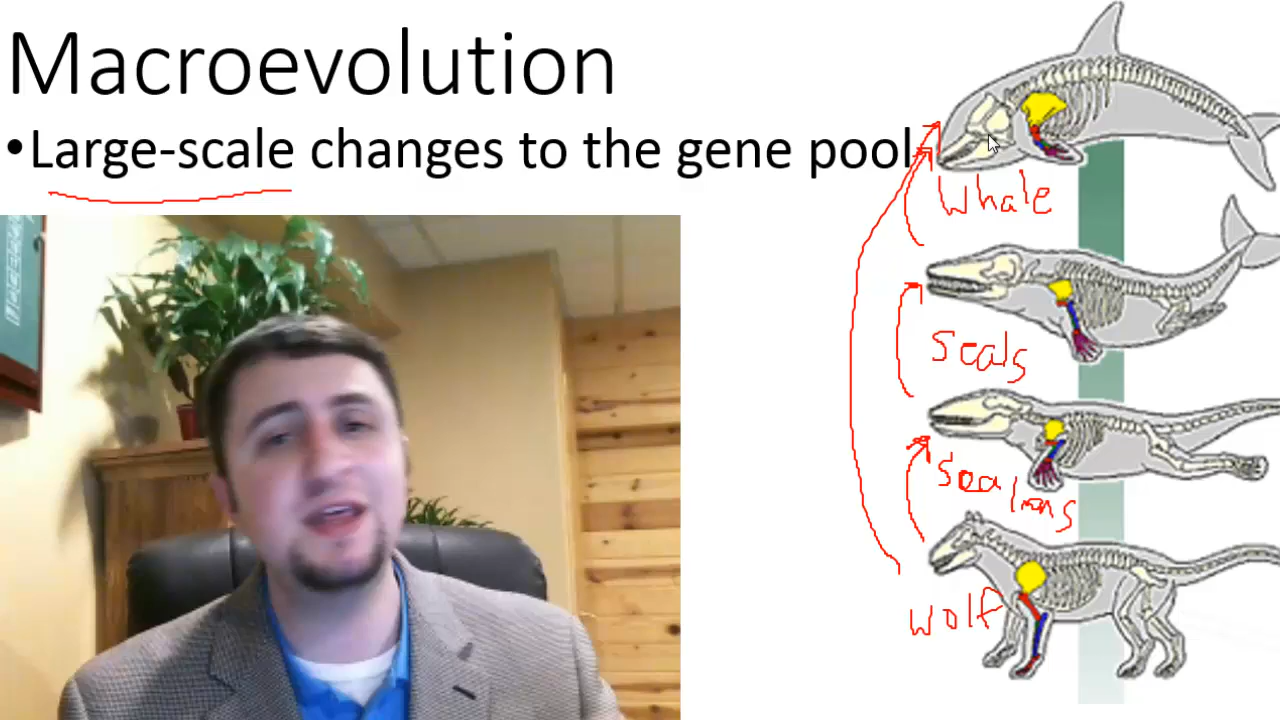 Macroevolution
•Large-scale changes to the gene pool
Whale
Seals
Sea lions
wolf